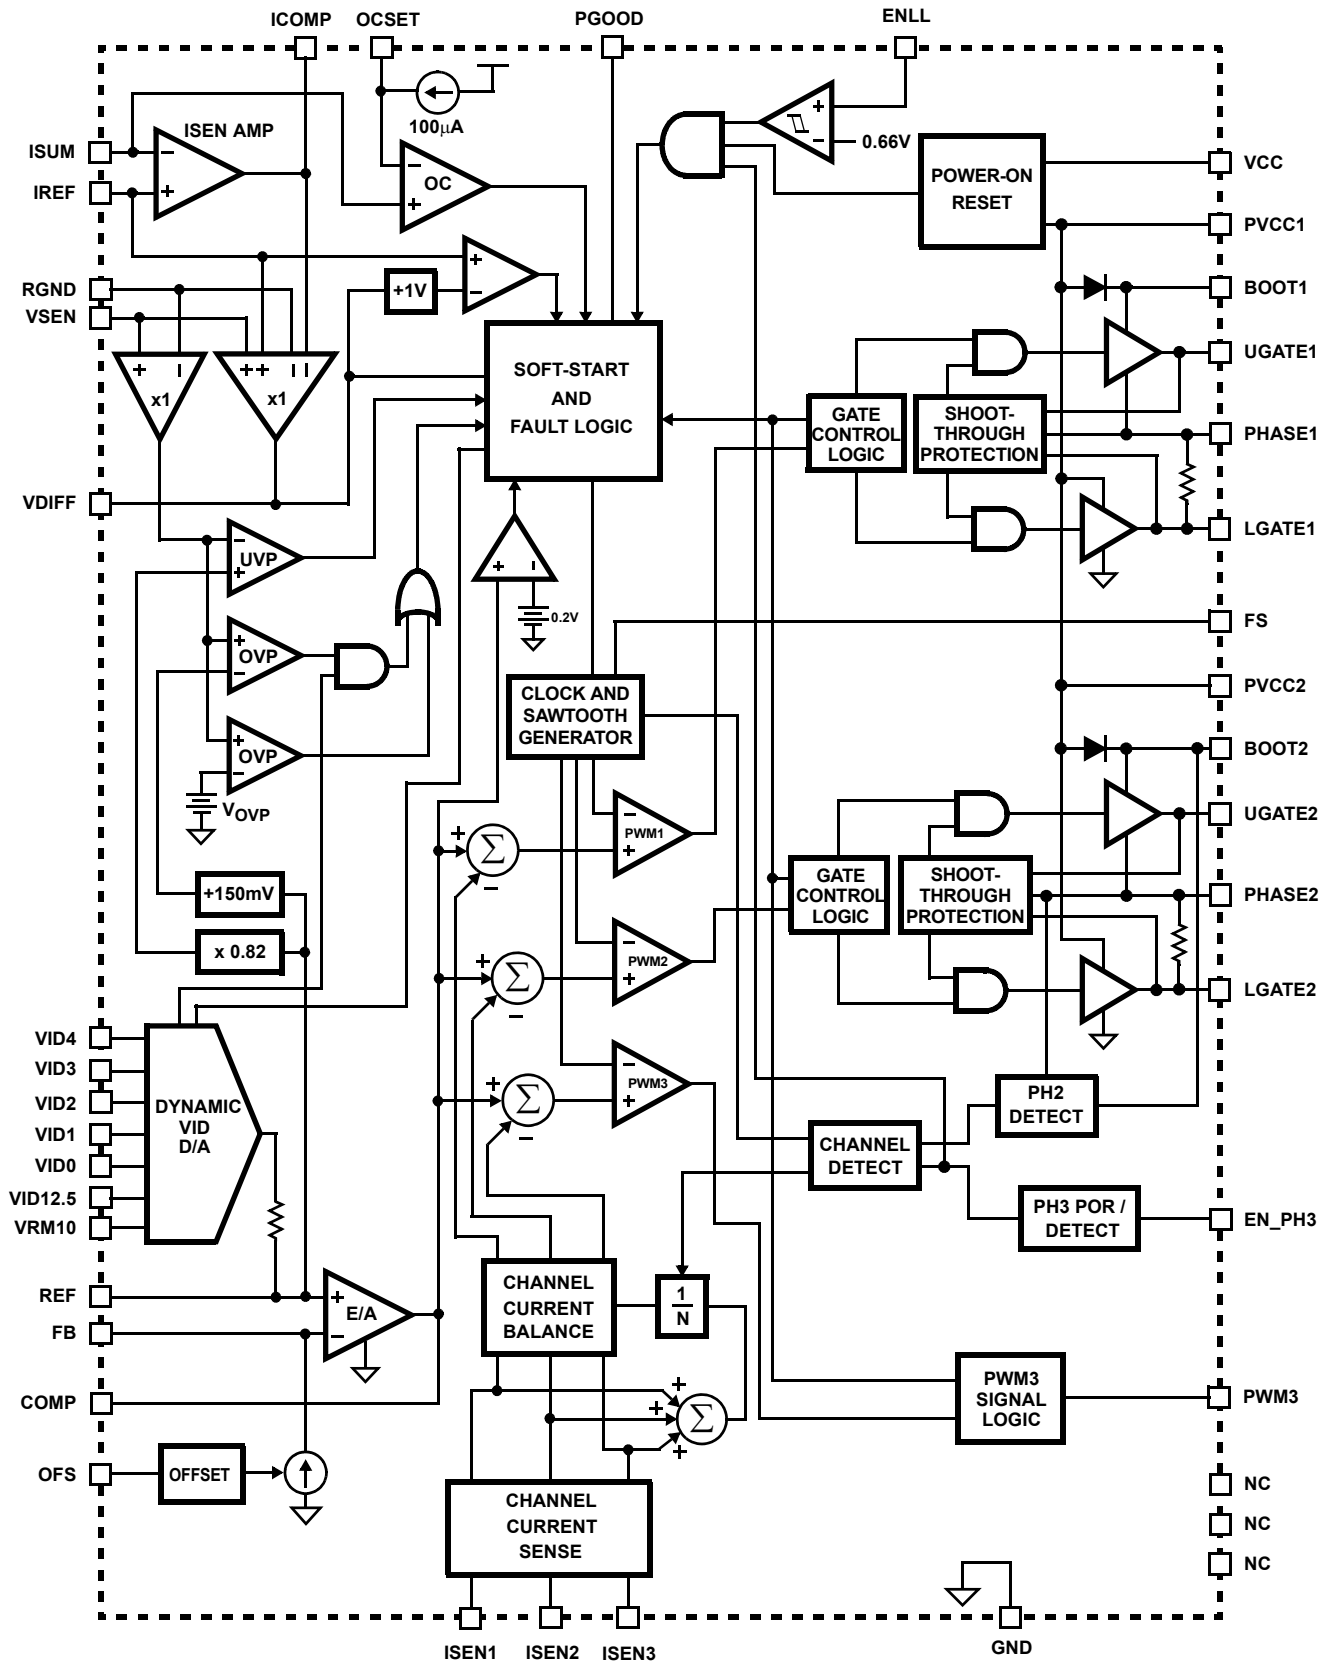 ICOMP
OCSET
PGOOD
ENLL
ISUM
IREF
RGND
VSEN
VDIFF
VID4
VID3
VID2
VID1
VID0
VID12.5
VRM10
REF
FB
COMP
OFS
ISEN AMP
−
+
100µA
−
OC
+
+
−
+1V
+
−
x1
+
+
−
−
x1
+
−
0.66V
POWER-ON
RESET
SOFT-START
AND
FAULT LOGIC
−
UVP
+
+
OVP
−
+
OVP
−
VOVP
+
−
0.2V
+150mV
x 0.82
DYNAMIC
VID
D/A
+
E/A
−
OFFSET
CLOCK AND
SAWTOOTH
GENERATOR
+
Σ
−
−
PWM1
+
+
Σ
−
−
PWM2
+
+
Σ
−
−
PWM3
+
GATE
CONTROL
LOGIC
SHOOT-
THROUGH
PROTECTION
GATE
CONTROL
LOGIC
SHOOT-
THROUGH
PROTECTION
PH2
DETECT
CHANNEL
DETECT
PH3 POR /
DETECT
CHANNEL
CURRENT
BALANCE
1
N
+
+
+
Σ
CHANNEL
CURRENT
SENSE
PWM3
SIGNAL
LOGIC
VCC
PVCC1
BOOT1
UGATE1
PHASE1
LGATE1
FS
PVCC2
BOOT2
UGATE2
PHASE2
LGATE2
EN_PH3
PWM3
NC
NC
NC
GND
ISEN1
ISEN2
ISEN3